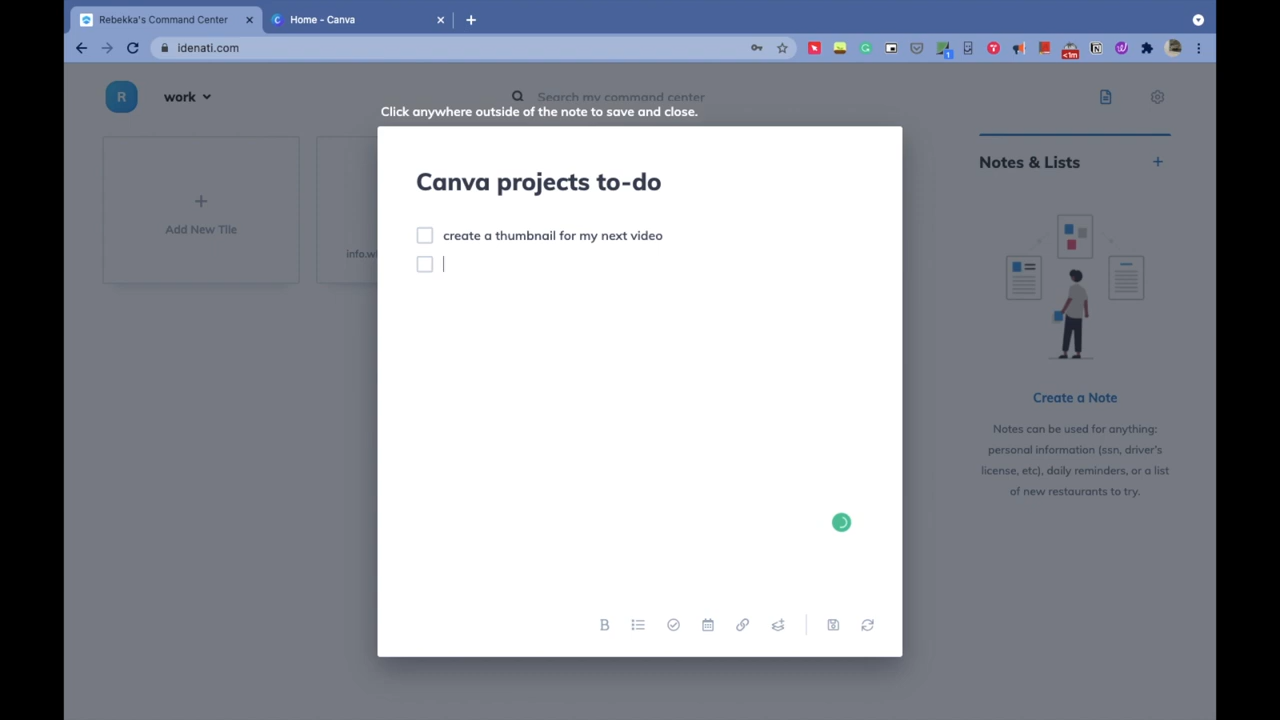 Rebekka's Command Center
Home - Canva
idenati.com
1
<1m
R
work
Search my command center
Click anywhere outside of the note to save and close.
Add New Tile
Canva projects to-do
create a thumbnail for my next video
B
Notes & Lists
Create a Note
Notes can be used for anything:
personal information (ssn, driver's
license, etc), daily reminders, or a list
of new restaurants to try.